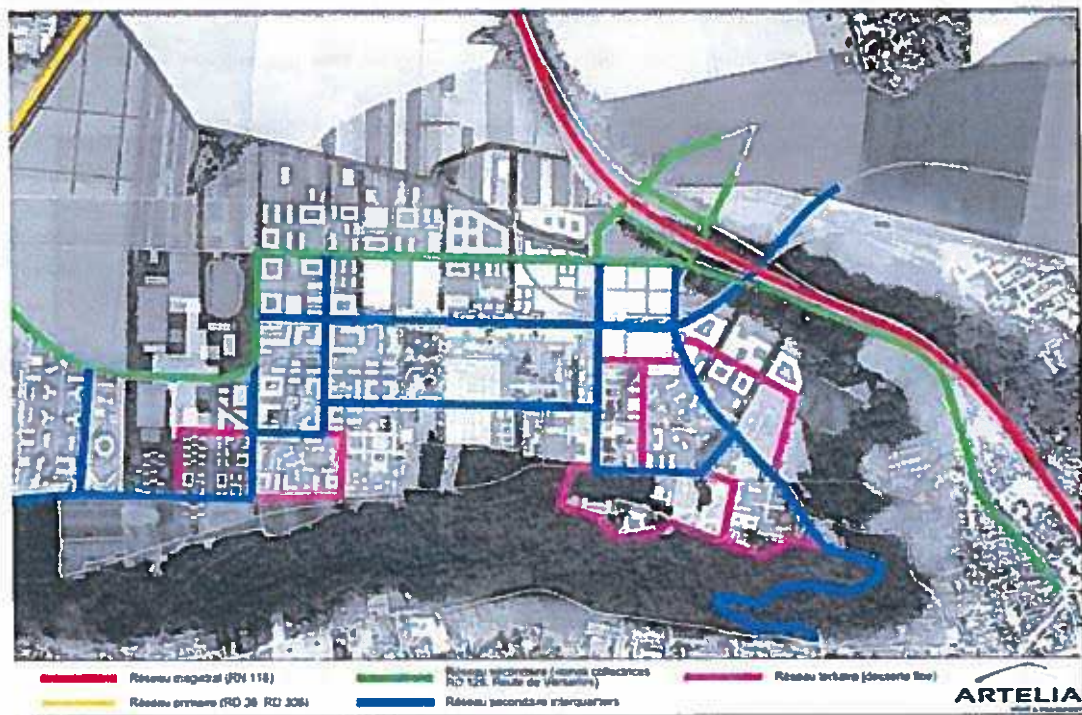 Réseau magistral (RN 118)
Réseau secondaire (voiries collectrices
RD 128, Route de Versailles)
Réseau tertiaire (desserte fine)
Réseau primaire (RD 36, RD 306)
Réseau secondaire interquartiers
ARTELIA